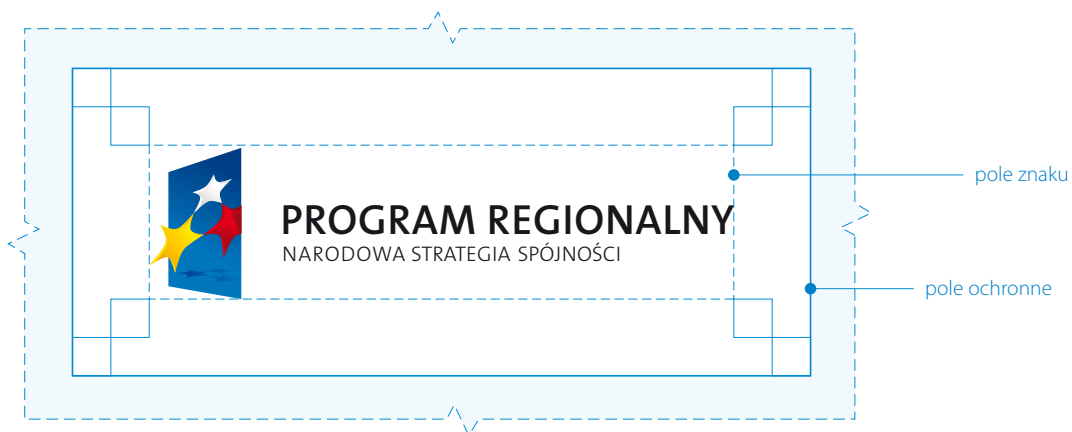 pole znaku
PROGRAM REGIONALNY
NARODOWA STRATEGIA SPÓJNOŚCI
pole ochronne